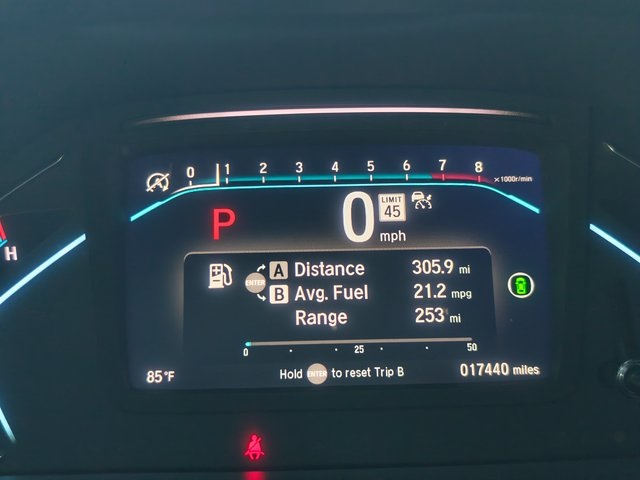 0 1 2 3 4 5 6 7 8 x1000r/min
P 0 mph LIMIT 45
H
A Distance 305.9 mi
ENTER
B Avg. Fuel 21.2 mpg
Range 253 mi
0 25 50
85°F Hold ENTER to reset Trip B 017440 miles